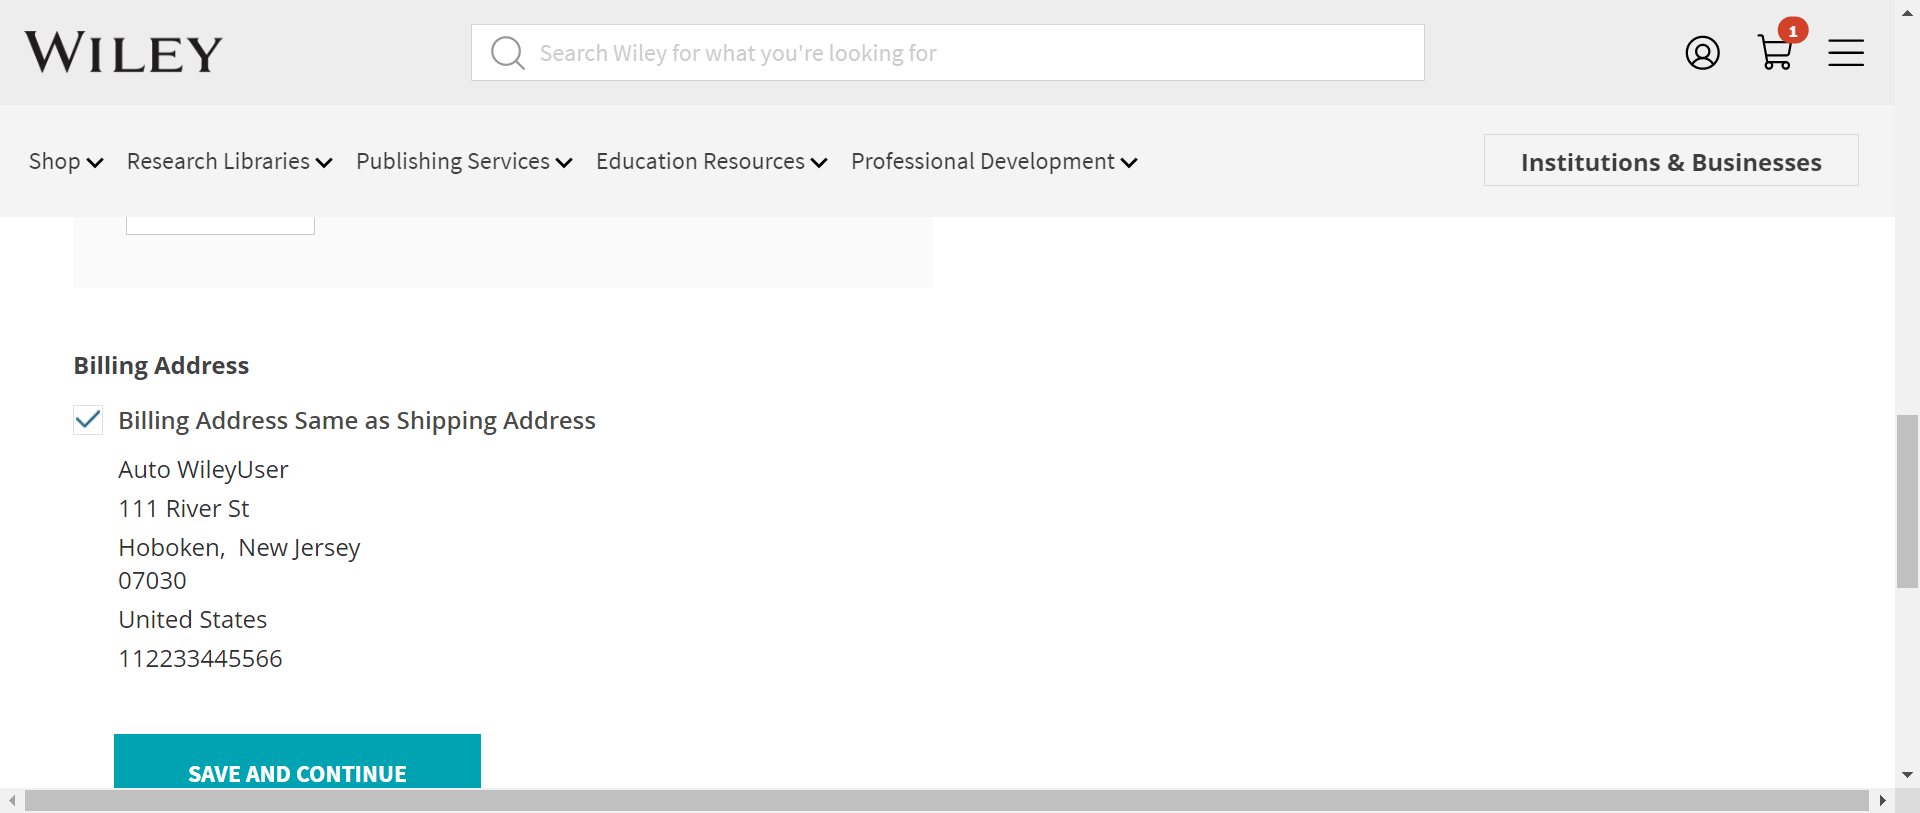 WILEY
Search Wiley for what you're looking for
1
Shop Research Libraries Publishing Services Education Resources Professional Development Institutions & Businesses
Billing Address
Billing Address Same as Shipping Address
Auto WileyUser
111 River St
Hoboken, New Jersey
07030
United States
112233445566
SAVE AND CONTINUE